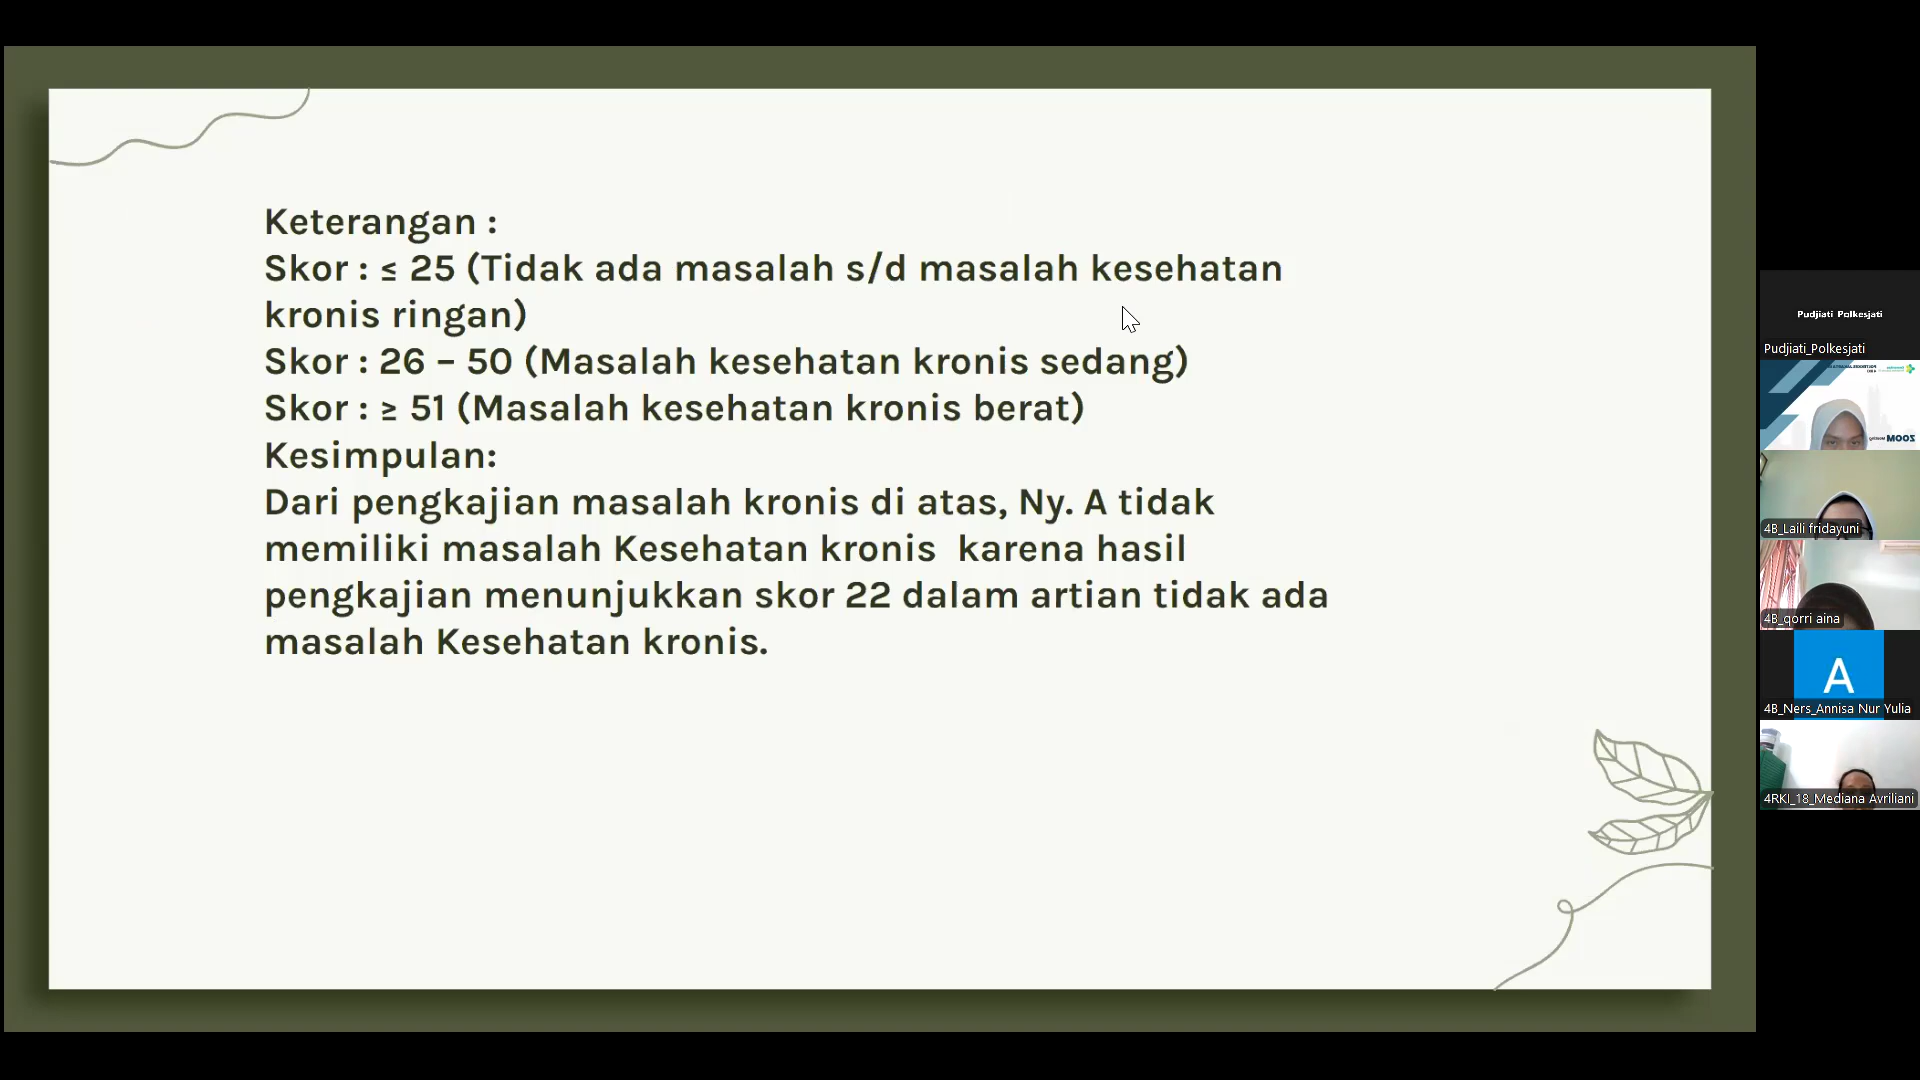 Keterangan :
Skor : ≤ 25 (Tidak ada masalah s/d masalah kesehatan
kronis ringan)
Skor : 26 – 50 (Masalah kesehatan kronis sedang)
Skor : ≥ 51 (Masalah kesehatan kronis berat)
Kesimpulan:
Dari pengkajian masalah kronis di atas, Ny. A tidak
memiliki masalah Kesehatan kronis  karena hasil
pengkajian menunjukkan skor 22 dalam artian tidak ada
masalah Kesehatan kronis.
Pudjiati Polkesjati
Pudjiati_Polkesjati
ZOOM
4B_Laili fridayuni
4B_qorri aina
A
4B_Ners_Annisa Nur Yulia
4RKI_18_Mediana Avriliani